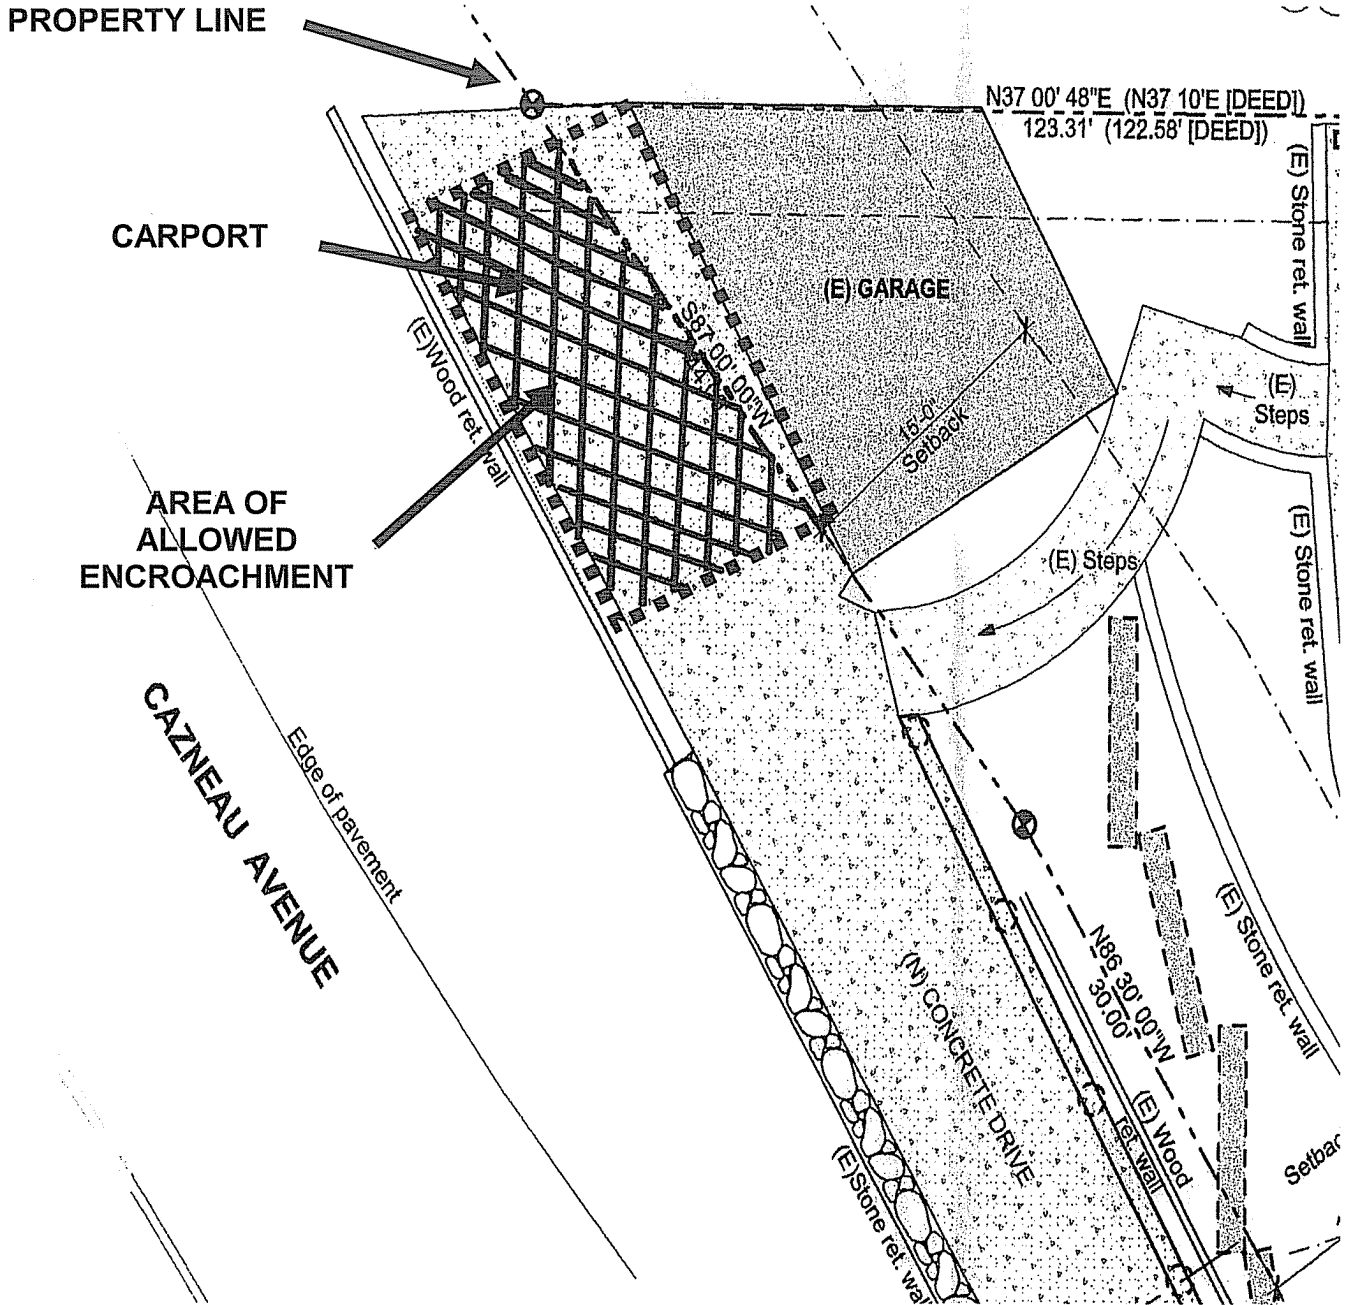 PROPERTY LINE
N37 00' 48"E (N37 10'E [DEED])
123.31' (122.58' [DEED])
(E) Stone ret. wall
CARPORT
(E) GARAGE
(E)Wood ret. wall
S87 00' 00"W
15'-0"
Setback
(E)
Steps
AREA OF
ALLOWED
ENCROACHMENT
(E) Steps
(E) Stone ret. wall
CAZNEAU AVENUE
Edge of pavement
(E) Stone ret. wall
N86 30' 00"W
30.00'
(N) CONCRETE DRIVE
(E) Wood
ret. wall
(E)Stone ret. wall